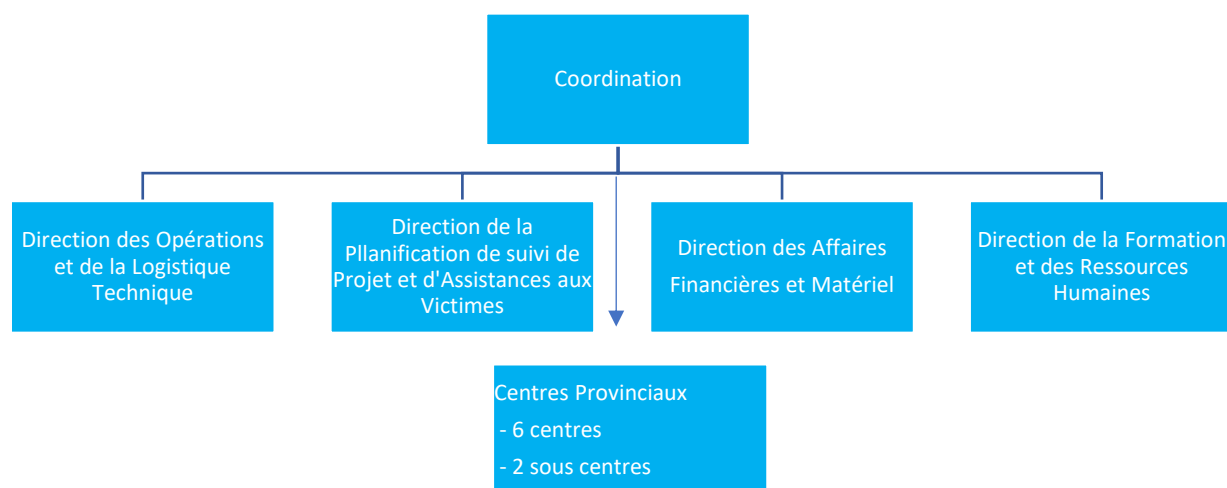 Coordination
Direction des Opérations
et de la Logistique
Technique
Direction de la
Pllanification de suivi de
Projet et d'Assistances aux
Victimes
Direction des Affaires
Financières et Matériel
Direction de la Formation
et des Ressources
Humaines
Centres Provinciaux
- 6 centres
- 2 sous centres